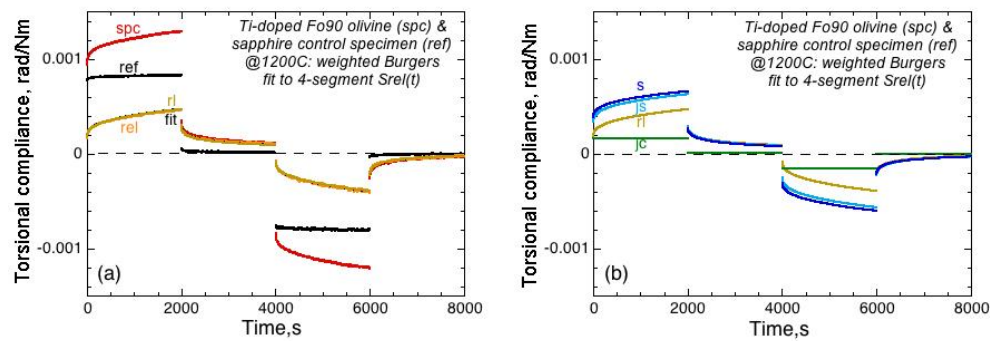 Ti-doped Fo90 olivine (spc) &
sapphire control specimen (ref)
@1200C: weighted Burgers
fit to 4-segment Srel(t)
Torsional compliance, rad/Nm
0.001
0
-0.001
spc
ref
rl
fit
rel
(a)
0 2000 4000 6000 8000
Time,s
Ti-doped Fo90 olivine (spc) &
sapphire control specimen (ref)
@1200C: weighted Burgers
fit to 4-segment Srel(t)
Torsional compliance, rad/Nm
0.001
0
-0.001
s
js
rl
jc
(b)
0 2000 4000 6000 8000
Time,s